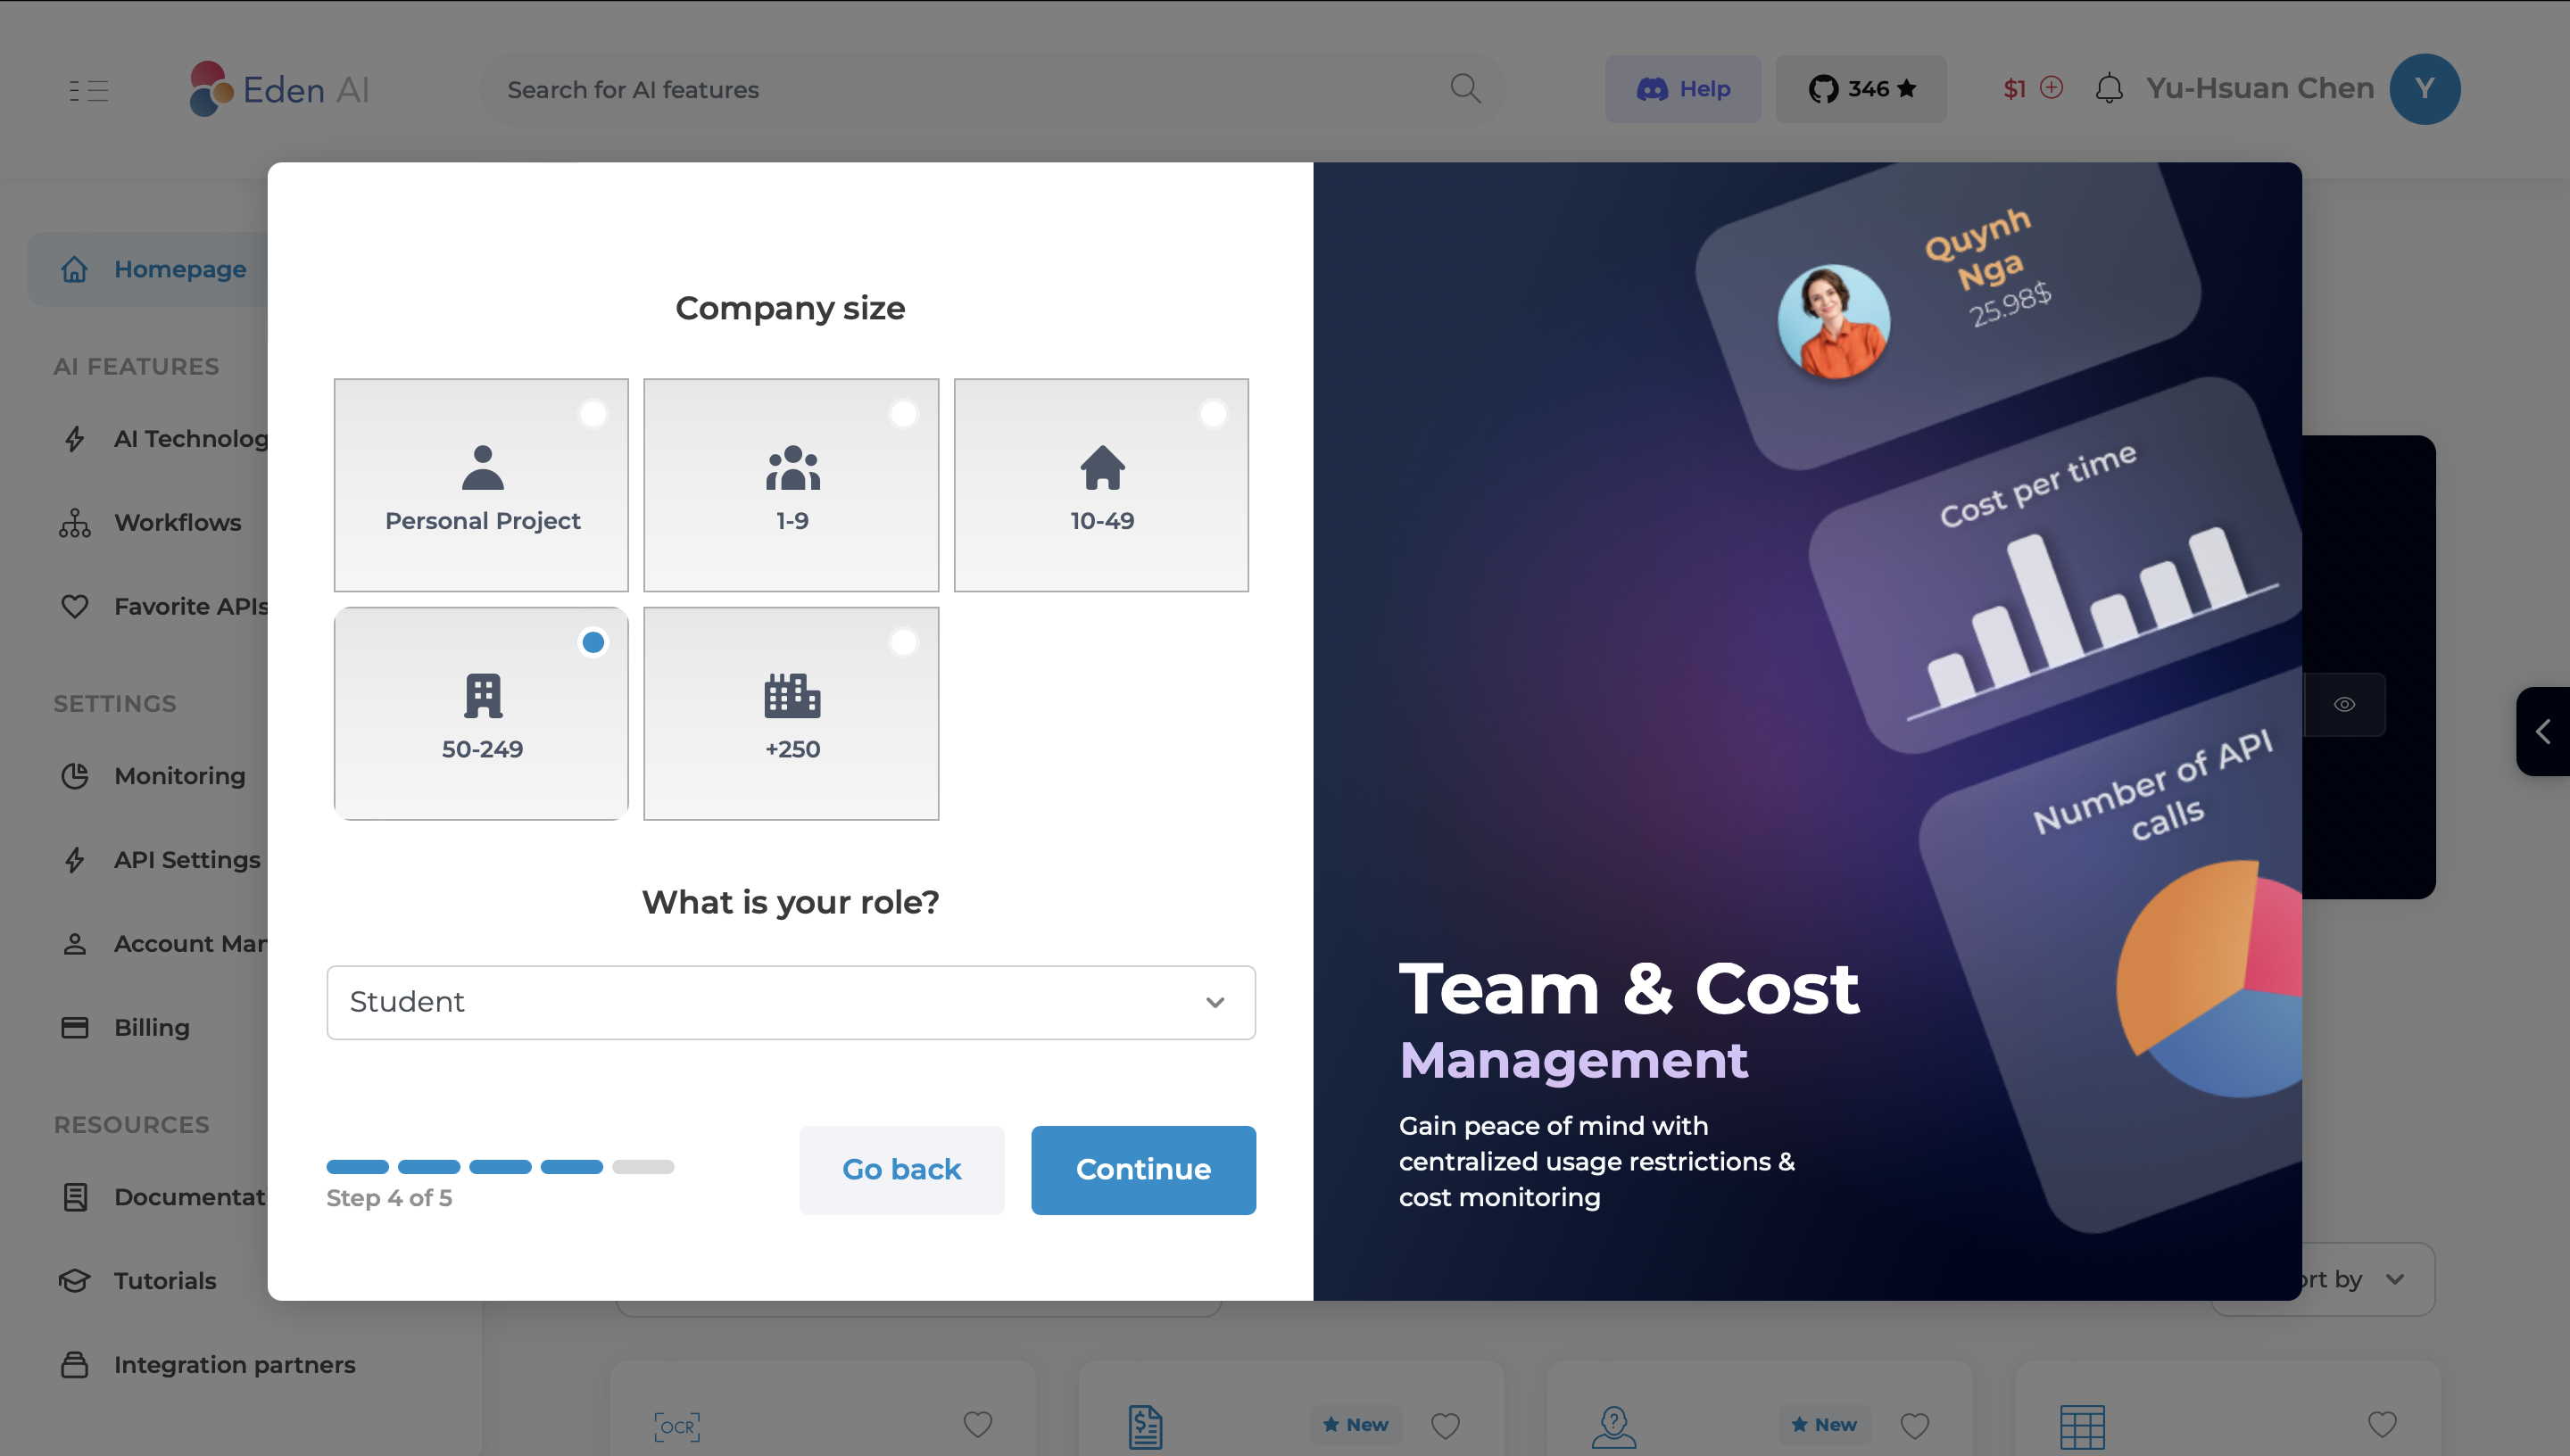 Eden AI
Search for AI features
Help
346
$1
Yu-Hsuan Chen
Y
Homepage
AI FEATURES
AI Technolog
Workflows
Favorite APIs
SETTINGS
Monitoring
API Settings
Account Man
Billing
RESOURCES
Documentat
Tutorials
Integration partners
Company size
Personal Project
1-9
10-49
50-249
+250
What is your role?
Student
Step 4 of 5
Go back
Continue
Quynh
Nga
25.98$
Cost per time
Number of API
calls
Team & Cost
Management
Gain peace of mind with
centralized usage restrictions &
cost monitoring
ort by
OCR
$
New
?
New